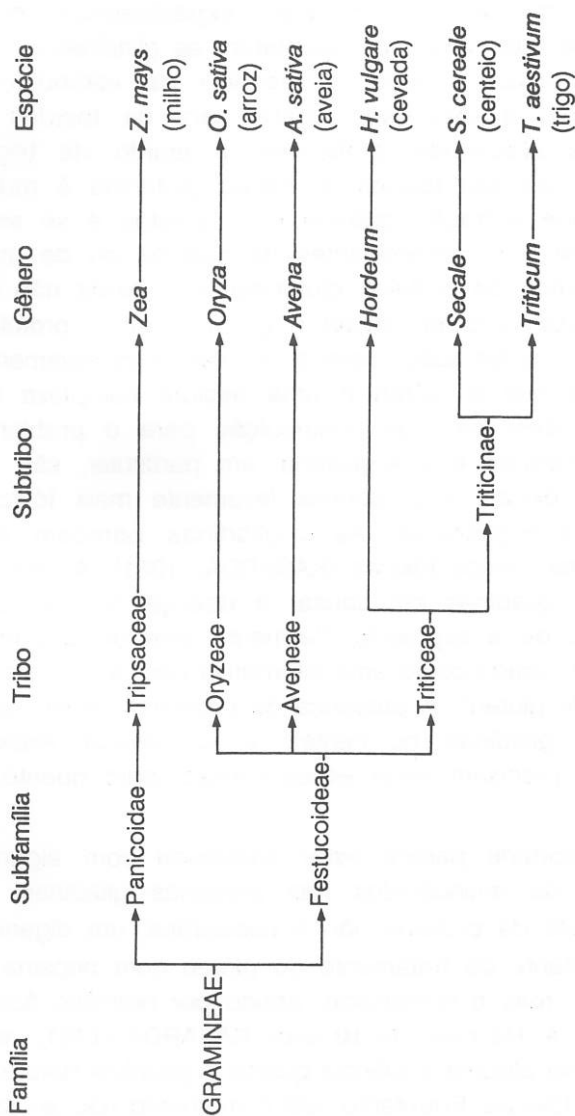 Família Subfamília Tribo Subtribo Gênero Espécie
GRAMINEAE
Panicoidae
Tripsaceae
Zaa
Z. mays
(milho)
Festucoideae
Oryzeae
Oryza
O. sativa
(arroz)
Aveneae
Avena
A. sativa
(aveia)
Triticeae
Hordeum
H. vulgare
(cevada)
Triticinae
Secale
S. cereale
(centeio)
Triticum
T. aestivum
(trigo)